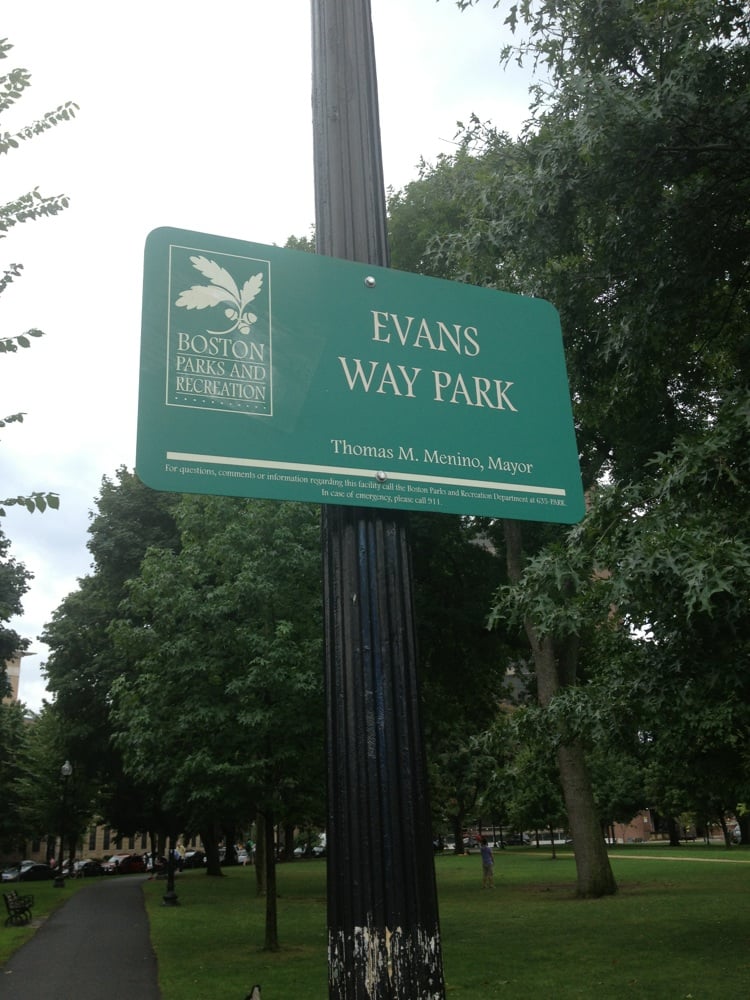 BOSTON
PARKS AND
RECREATION
EVANS
WAY PARK
Thomas M. Menino, Mayor
For questions, comments or information regarding this facility call the Boston Parks and Recreation Department at 635-PARK.
In case of emergency, please call 911.